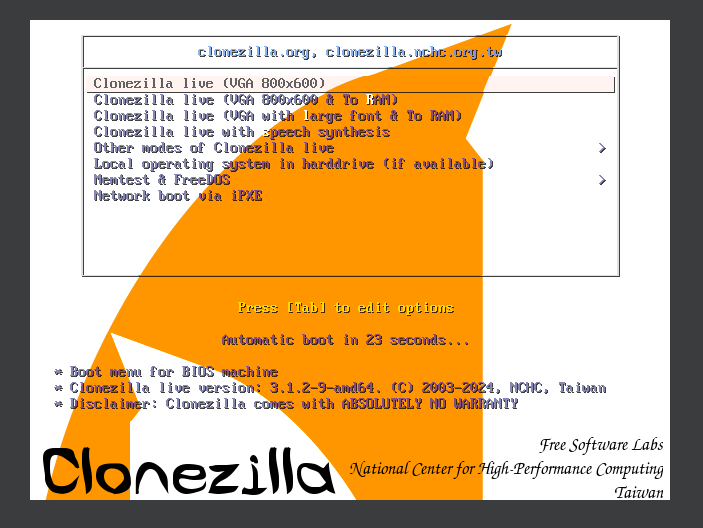 clonezilla.org, clonezilla.nchc.org.tw
Clonezilla live (VGA 800x600)
Clonezilla live (VGA 800x600 & To RAM)
Clonezilla live (VGA with large font & To RAM)
Clonezilla live with speech synthesis
Other modes of Clonezilla live >
Local operating system in harddrive (if available)
Memtest & FreeDOS >
Network boot via iPXE
Press [Tab] to edit options
Automatic boot in 23 seconds...
* Boot menu for BIOS machine
* Clonezilla live version: 3.1.2-9-amd64. (C) 2003-2024, NCHC, Taiwan
* Disclaimer: Clonezilla comes with ABSOLUTELY NO WARRANTY
Free Software Labs
Clonezilla National Center for High-Performance Computing
Taiwan